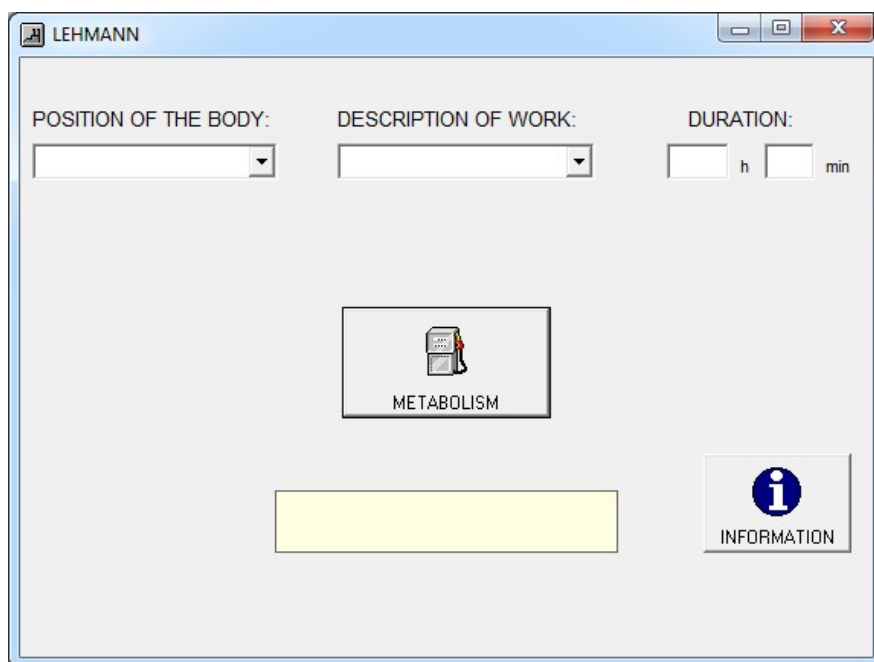 LEHMANN
POSITION OF THE BODY: DESCRIPTION OF WORK: DURATION:
h min
METABOLISM
INFORMATION